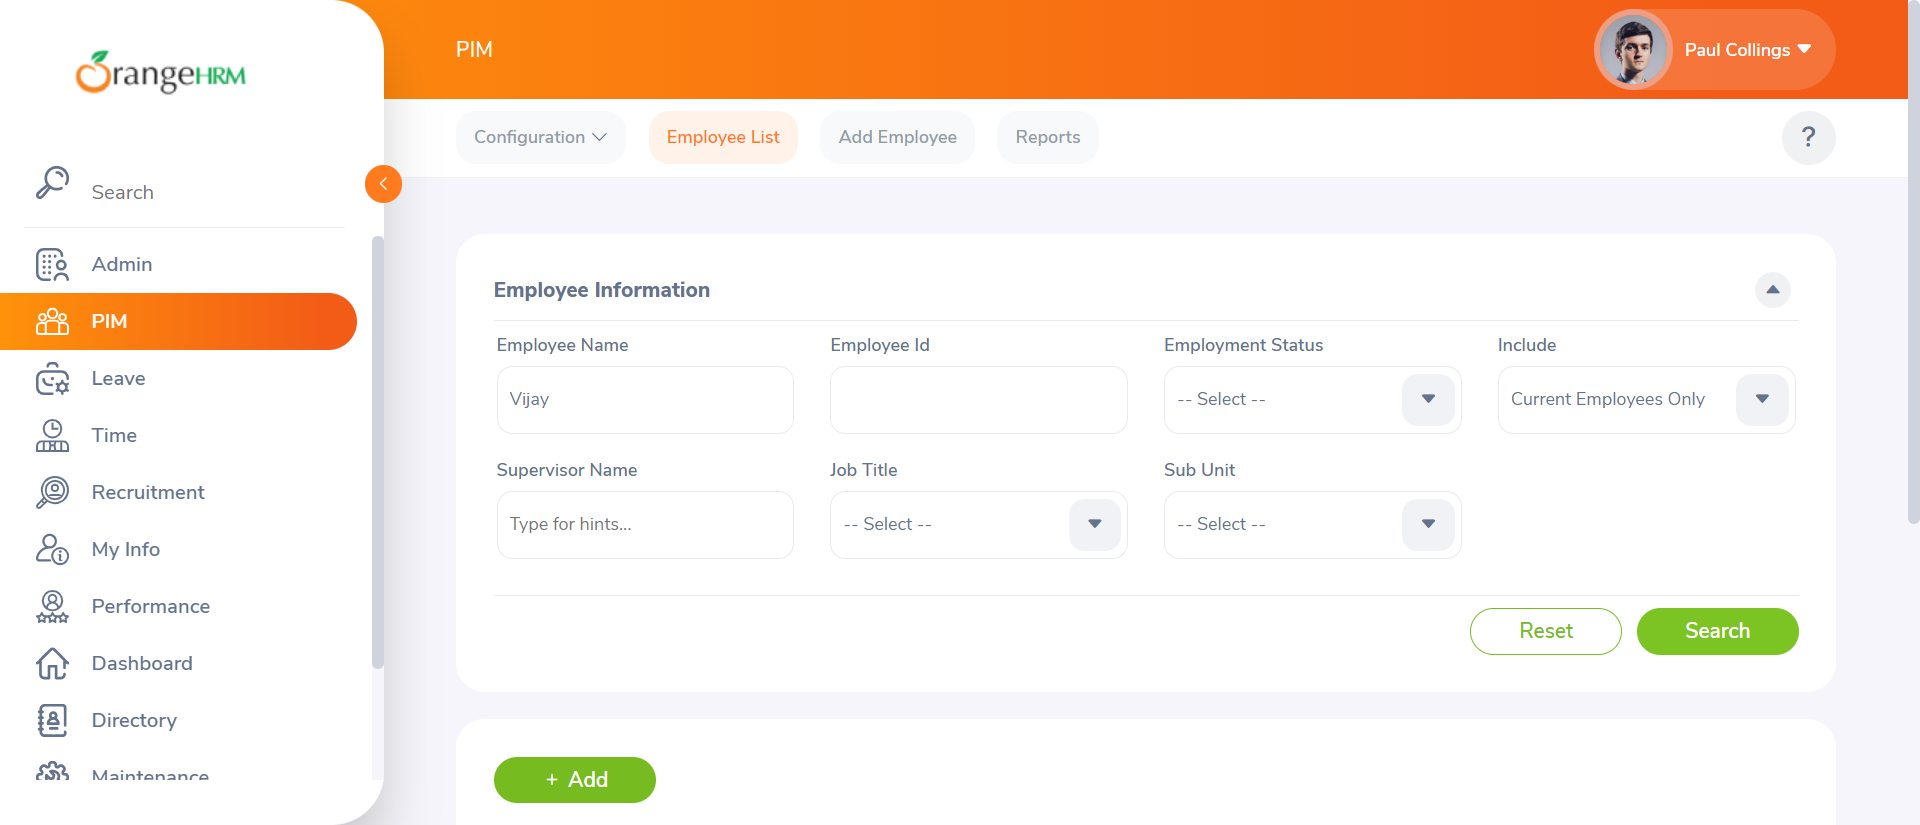 OrangeHRM
Search
Admin
PIM
Leave
Time
Recruitment
My Info
Performance
Dashboard
Directory
Maintenance
PIM
Paul Collings
Configuration
Employee List
Add Employee
Reports
?
Employee Information
Employee Name
Employee Id
Employment Status
Include
Vijay
-- Select --
Current Employees Only
Supervisor Name
Job Title
Sub Unit
Type for hints...
-- Select --
-- Select --
Reset
Search
+ Add